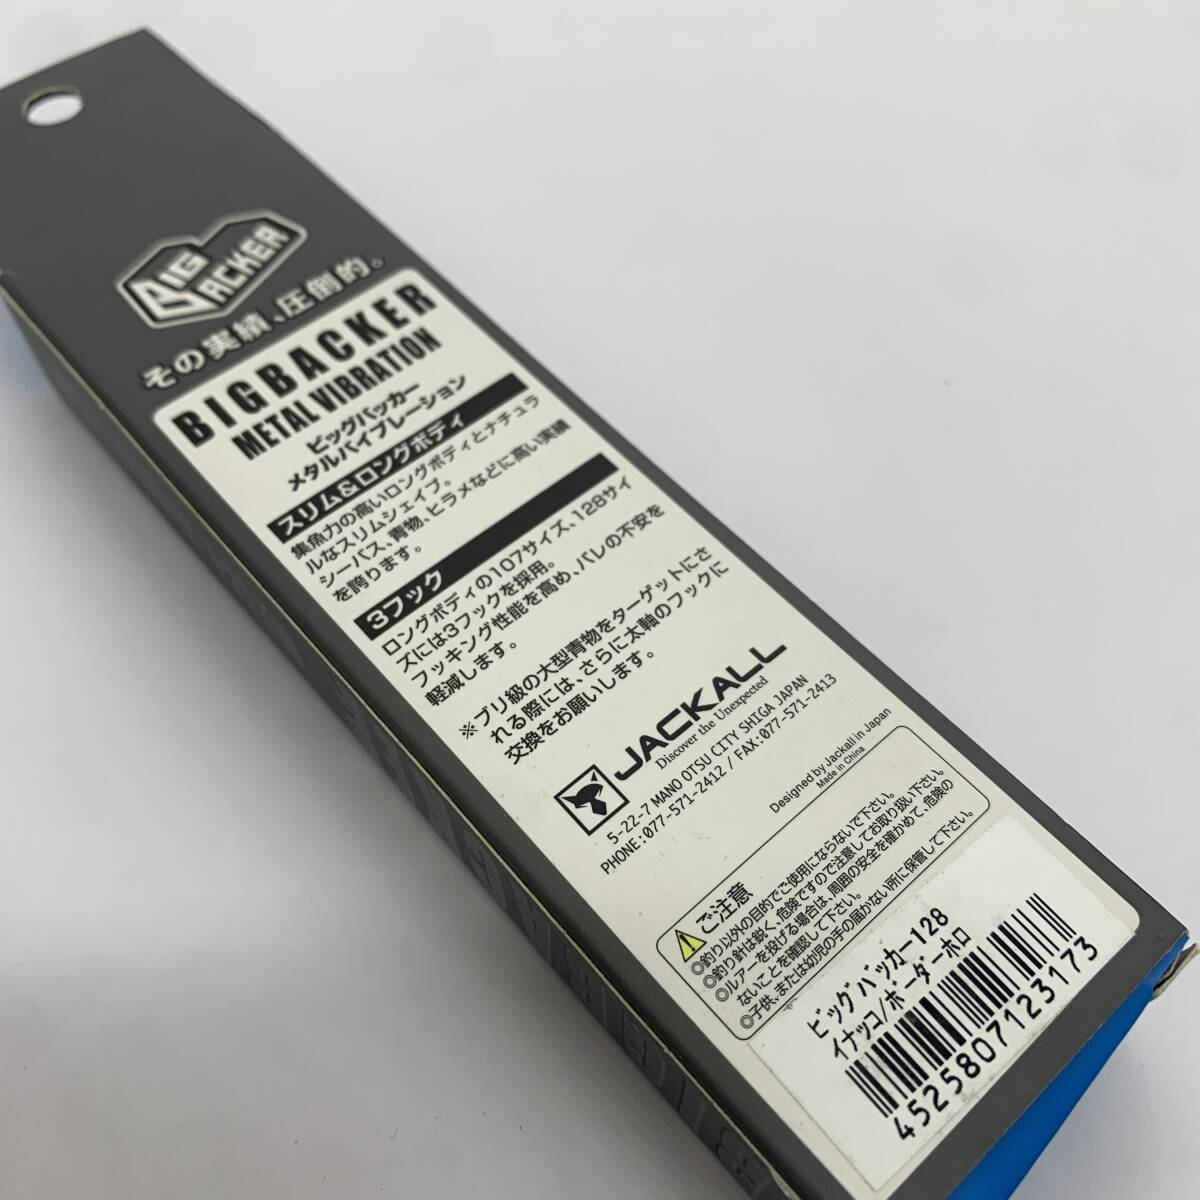 BIG BACKER
その実績、圧倒的。
BIGBACKER
METAL VIBRATION
ビッグバッカー
メタルバイブレーション
スリム&ロングボディ
集魚力の高いロングボディとナチュラ
ルなスリムシェイプ。
シーバス、青物、ヒラメなどに高い実績
を誇ります。
3フック
ロングボディの107サイズ、128サイ
ズには3フックを採用。
フッキング性能を高め、バレの不安を
軽減します。
※ブリ級の大型青物をターゲットにさ
れる際には、さらに太軸のフックに
交換をお願いします。
JACKALL
Discover the Unexpected
5-22-7 MANO OTSU CITY SHIGA JAPAN
PHONE:077-571-2412 / FAX:077-571-2413
Designed by Jackall in Japan
Made in China
ご注意
◎釣り以外の目的でご使用にならないで下さい。
◎釣り針は鋭く、危険ですので注意してお取り扱い下さい。
◎ルアーを投げる場合は、周囲の安全を確かめて、危険の
ないことを確認して下さい。
◎子供、または幼児の手の届かない所に保管して下さい。
ビッグバッカー128
イナッコ/ボーダーホロ
4525807123173